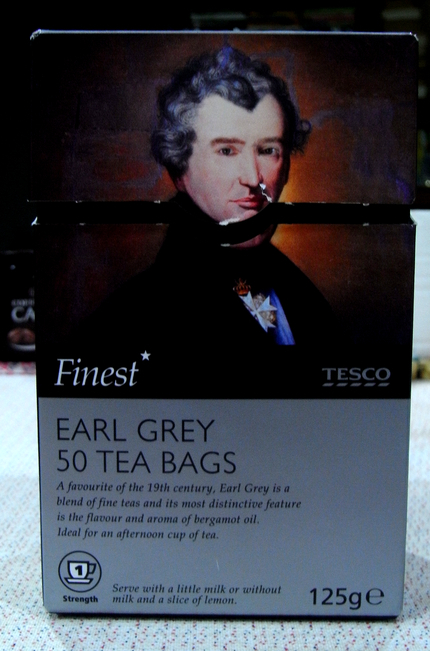 Finest*
TESCO
EARL GREY
50 TEA BAGS
A favourite of the 19th century, Earl Grey is a
blend of fine teas and its most distinctive feature
is the flavour and aroma of bergamot oil.
Ideal for an afternoon cup of tea.
1
Strength
Serve with a little milk or without
milk and a slice of lemon.
125g℮